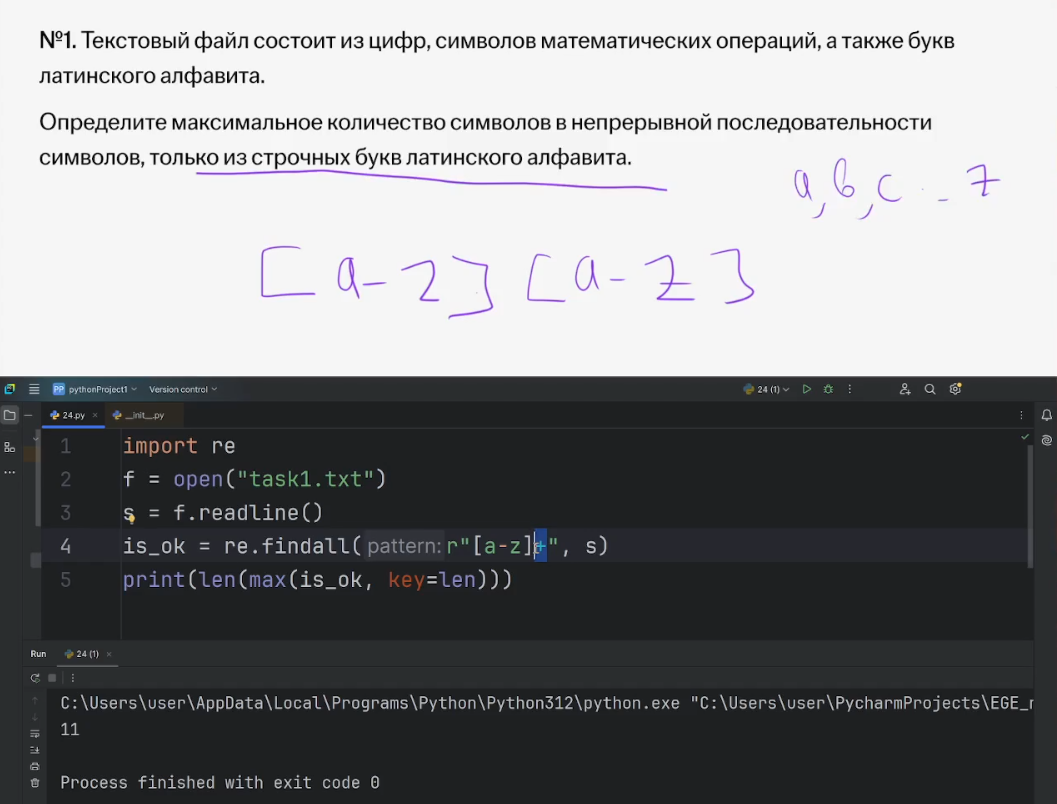 №1. Текстовый файл состоит из цифр, символов математических операций, а также букв
латинского алфавита.
Определите максимальное количество символов в непрерывной последовательности
символов, только из строчных букв латинского алфавита.
a, b, c . . _ z
[a-z] [a-z]
PP pythonProject1 Version control 24 (1)
24.py × __init__.py
1 import re
2 f = open("task1.txt")
3 s = f.readline()
4 is_ok = re.findall( pattern: r"[a-z]+", s)
5 print(len(max(is_ok, key=len)))
Run 24 (1) ×
C:\Users\user\AppData\Local\Programs\Python\Python312\python.exe "C:\Users\user\PycharmProjects\EGE_
11
Process finished with exit code 0